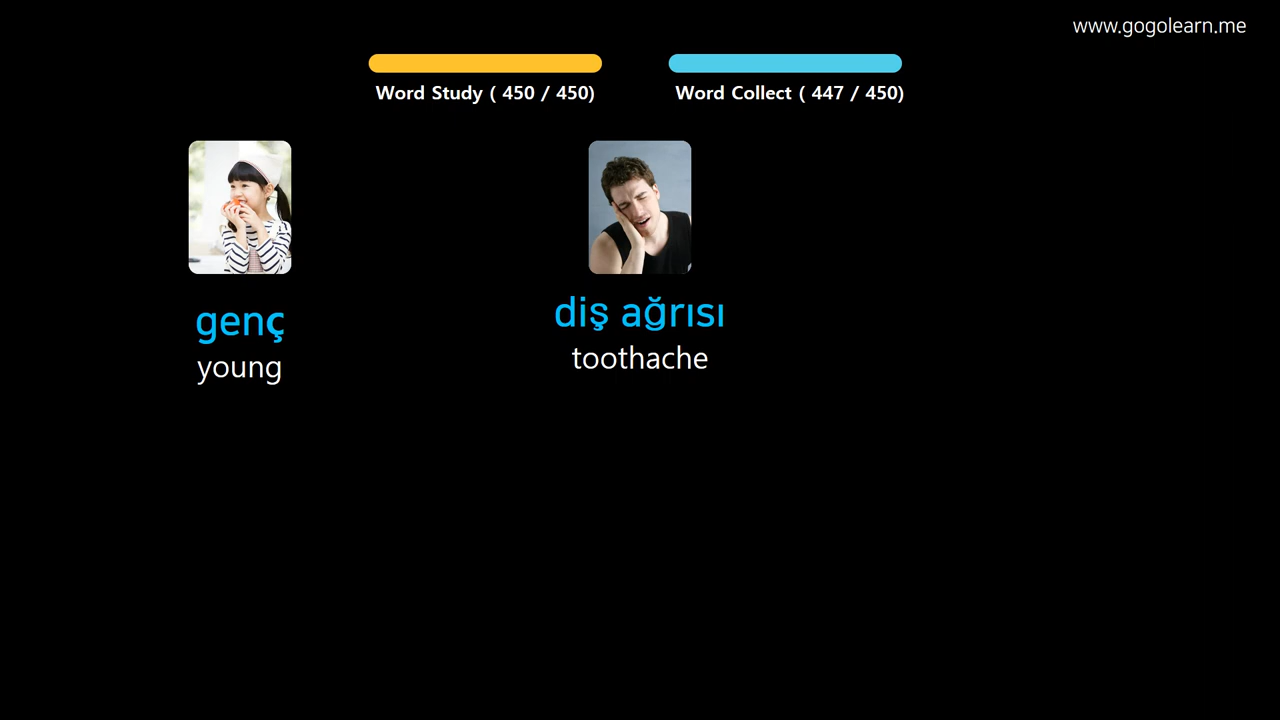 www.gogolearn.me
Word Study ( 450 / 450)
Word Collect ( 447 / 450)
genç
young
diş ağrısı
toothache